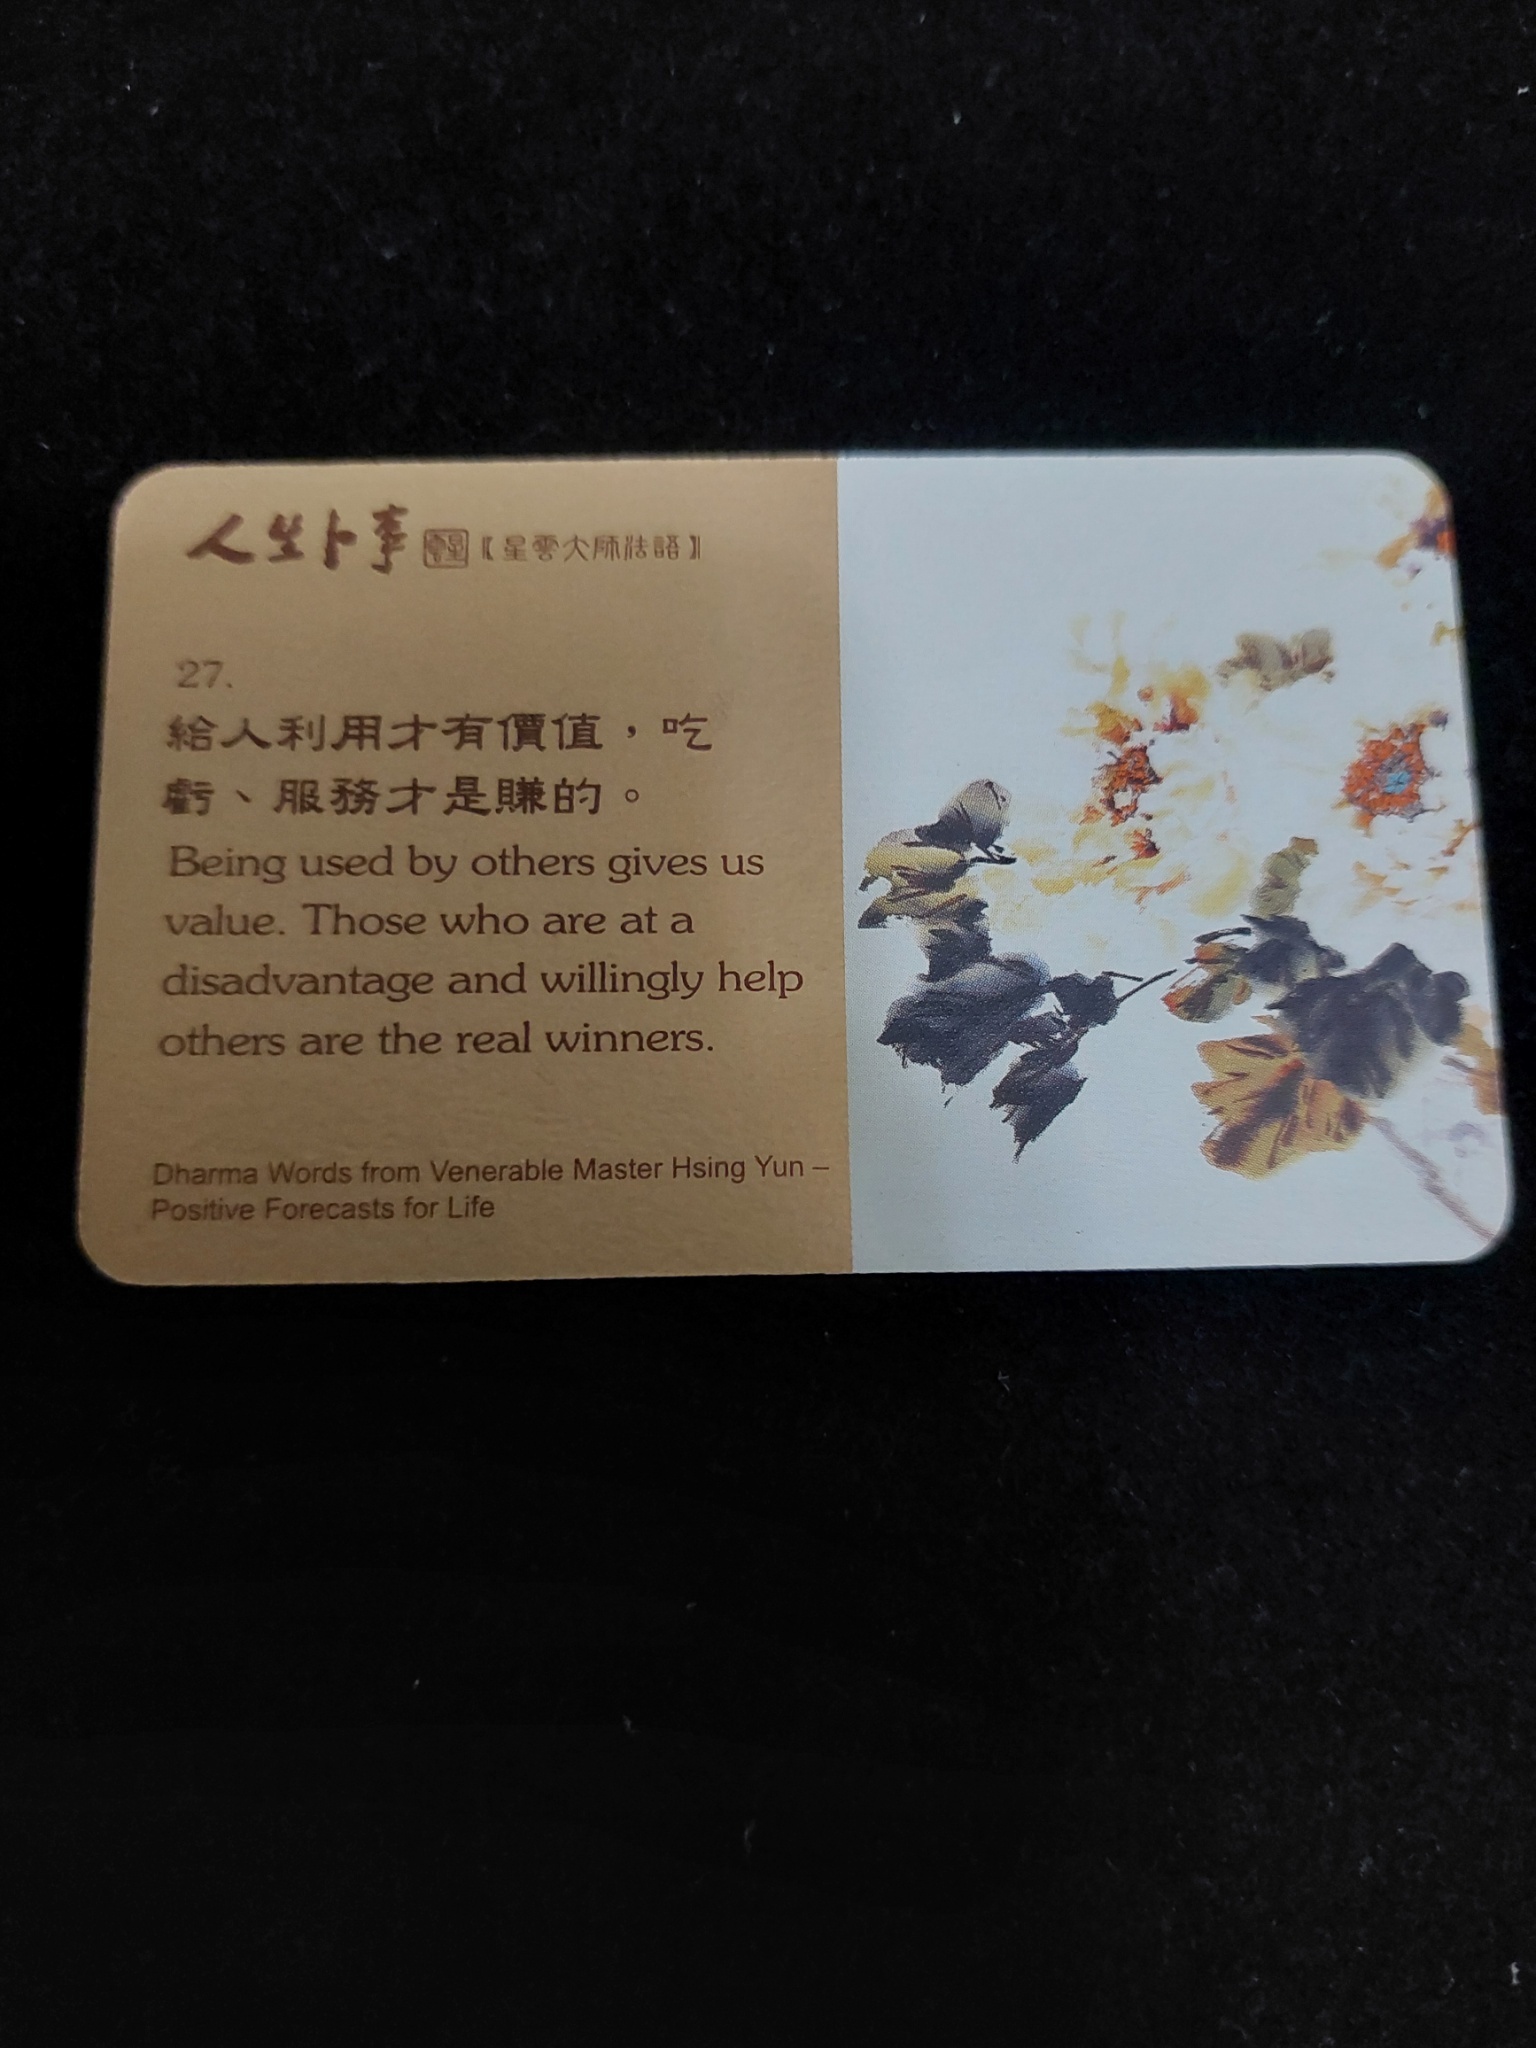 人生卜事 〖星雲大師法語〗
27.
給人利用才有價值，吃
虧、服務才是賺的。
Being used by others gives us
value. Those who are at a
disadvantage and willingly help
others are the real winners.
Dharma Words from Venerable Master Hsing Yun –
Positive Forecasts for Life